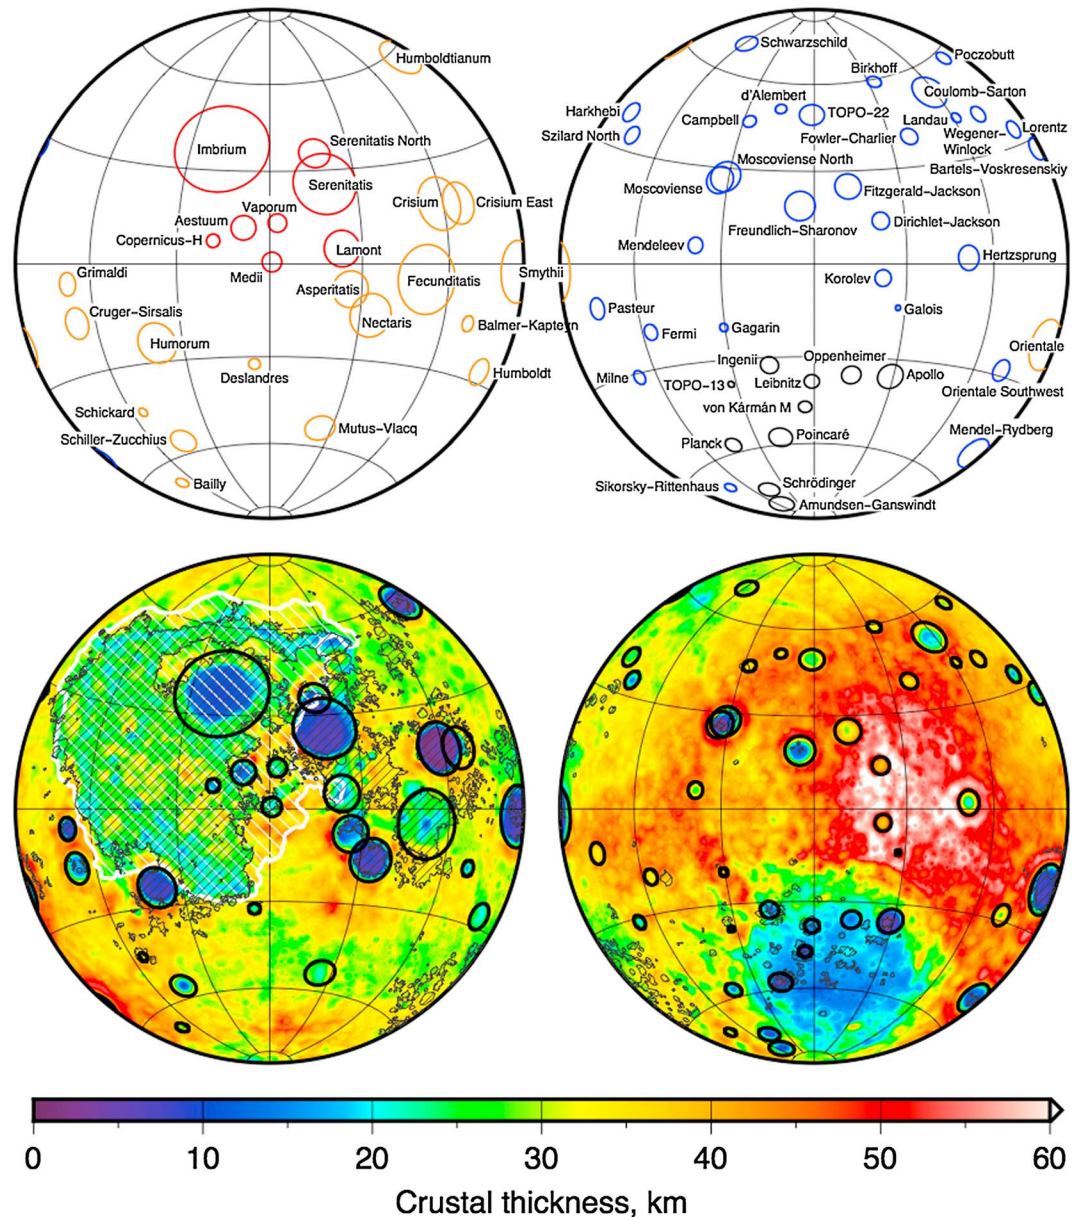 Humboldtianum
Imbrium
Serenitatis North
Serenitatis
Crisium
Crisium East
Vaporum
Aestuum
Copernicus–H
Lamont
Medii
Grimaldi
Asperitatis
Fecunditatis
Smythii
Cruger–Sirsalis
Nectaris
Balmer–Kapteyn
Humorum
Deslandres
Humboldt
Schickard
Schiller–Zucchius
Mutus–Vlacq
Bailly
Schwarzschild
Poczobutt
Birkhoff
Coulomb–Sarton
d'Alembert
Harkhebi
Campbell
TOPO–22
Landau
Lorentz
Szilard North
Fowler–Charlier
Wegener–
Winlock
Bartels–Voskresenskiy
Moscoviense North
Moscoviense
Fitzgerald–Jackson
Freundlich–Sharonov
Dirichlet–Jackson
Mendeleev
Hertzsprung
Korolev
Pasteur
Galois
Fermi
Gagarin
Orientale
Ingenii
Oppenheimer
Milne
TOPO–13
Leibnitz
Apollo
Orientale Southwest
von Kármán M
Planck
Poincaré
Mendel–Rydberg
Sikorsky–Rittenhaus
Schrödinger
Amundsen–Ganswindt
0 10 20 30 40 50 60
Crustal thickness, km